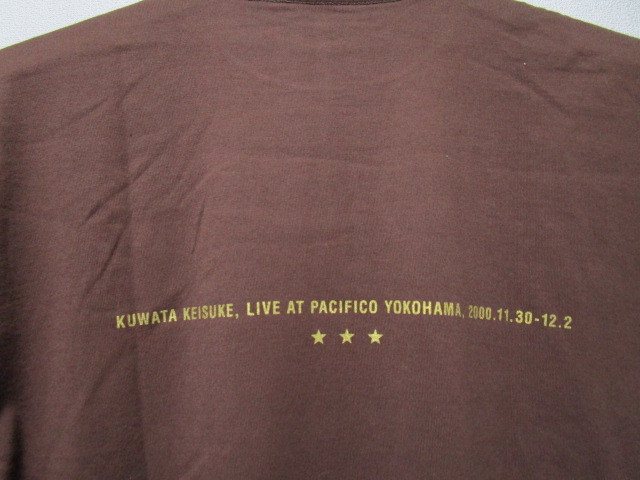 KUWATA KEISUKE, LIVE AT PACIFICO YOKOHAMA, 2000.11.30-12.2
★ ★ ★